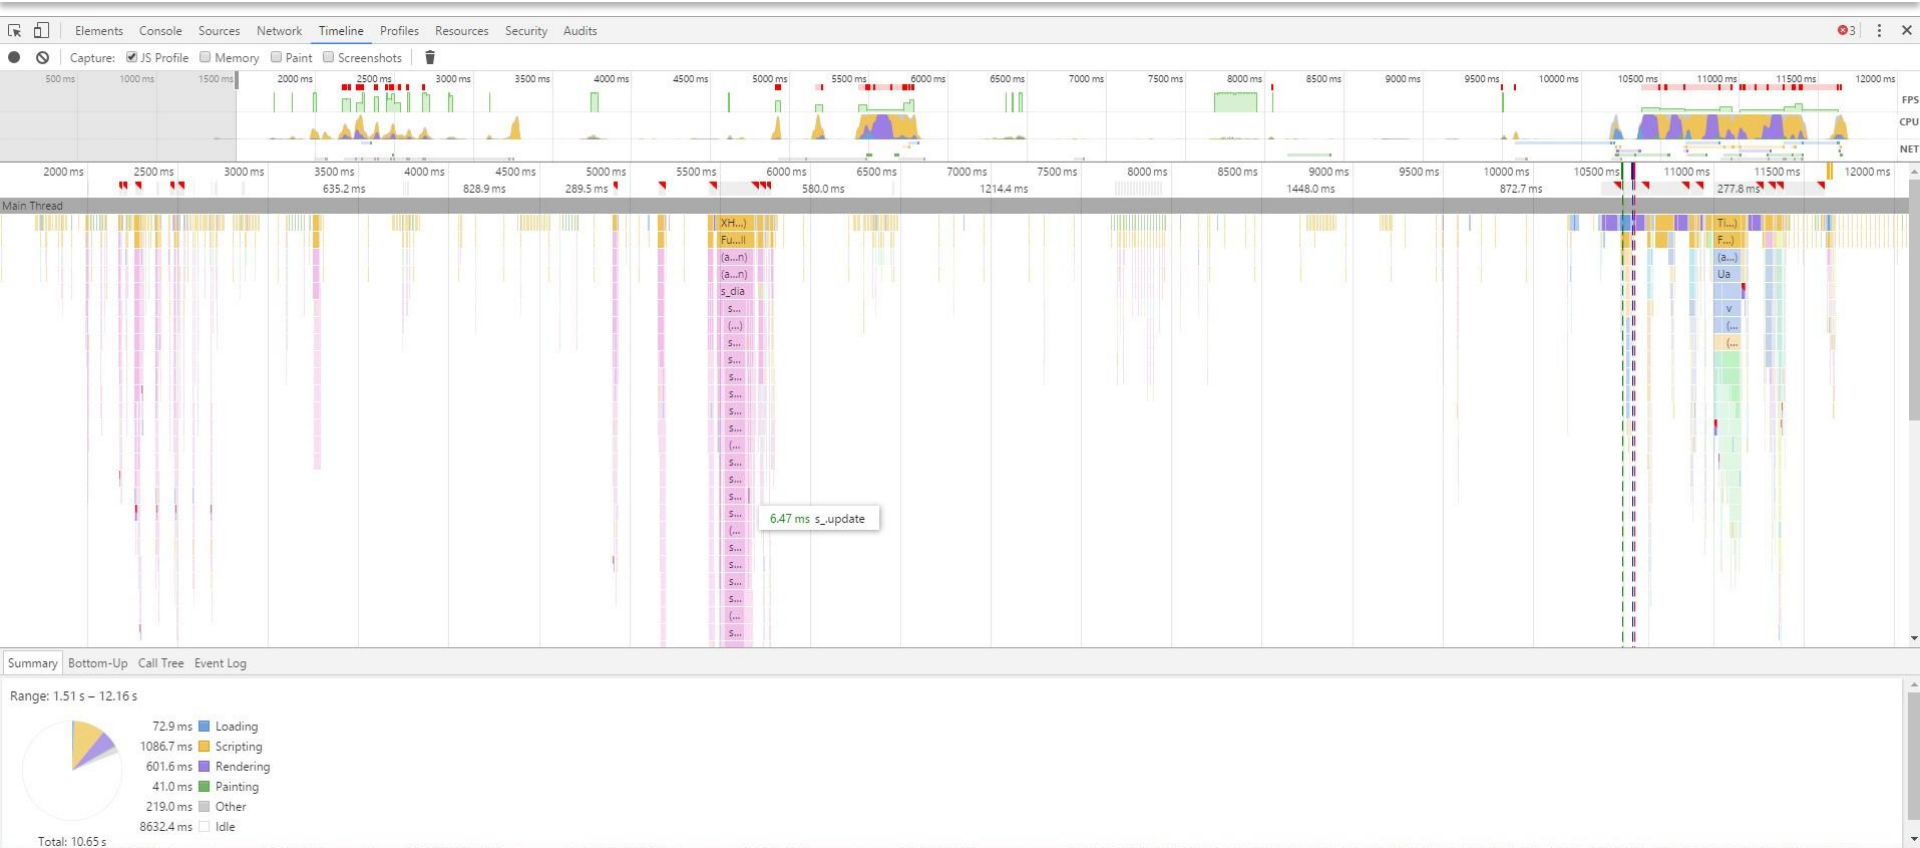 Elements Console Sources Network Timeline Profiles Resources Security Audits 3
Capture: JS Profile Memory Paint Screenshots
500 ms 1000 ms 1500 ms 2000 ms 2500 ms 3000 ms 3500 ms 4000 ms 4500 ms 5000 ms 5500 ms 6000 ms 6500 ms 7000 ms 7500 ms 8000 ms 8500 ms 9000 ms 9500 ms 10000 ms 10500 ms 11000 ms 11500 ms 12000 ms
FPS
CPU
NET
2000 ms 2500 ms 3000 ms 3500 ms 4000 ms 4500 ms 5000 ms 5500 ms 6000 ms 6500 ms 7000 ms 7500 ms 8000 ms 8500 ms 9000 ms 9500 ms 10000 ms 10500 ms 11000 ms 11500 ms 12000 ms
635.2 ms 828.9 ms 289.5 ms 580.0 ms 1214.4 ms 1448.0 ms 872.7 ms 277.8 ms
Main Thread
XH...) Ti...)
Fu...ll F...)
(a...n) (a...)
(a...n) Ua
s_dia
s... v
(...) (...
s... (...
s...
s...
s...
s...
(...
s...
s...
s...
s...
(...
s...
s...
s...
s...
(...
s...
6.47 ms s_.update
Summary Bottom-Up Call Tree Event Log
Range: 1.51 s – 12.16 s
72.9 ms Loading
1086.7 ms Scripting
601.6 ms Rendering
41.0 ms Painting
219.0 ms Other
8632.4 ms Idle
Total: 10.65 s